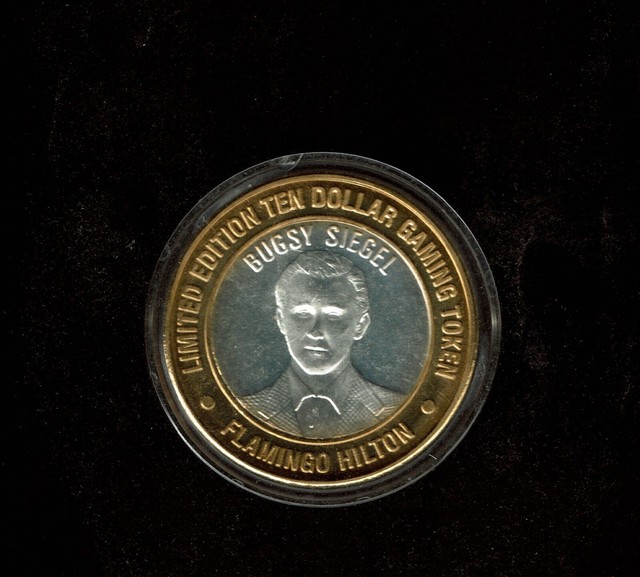 LIMITED EDITION TEN DOLLAR GAMING TOKEN
BUGSY SIEGEL
FLAMINGO HILTON